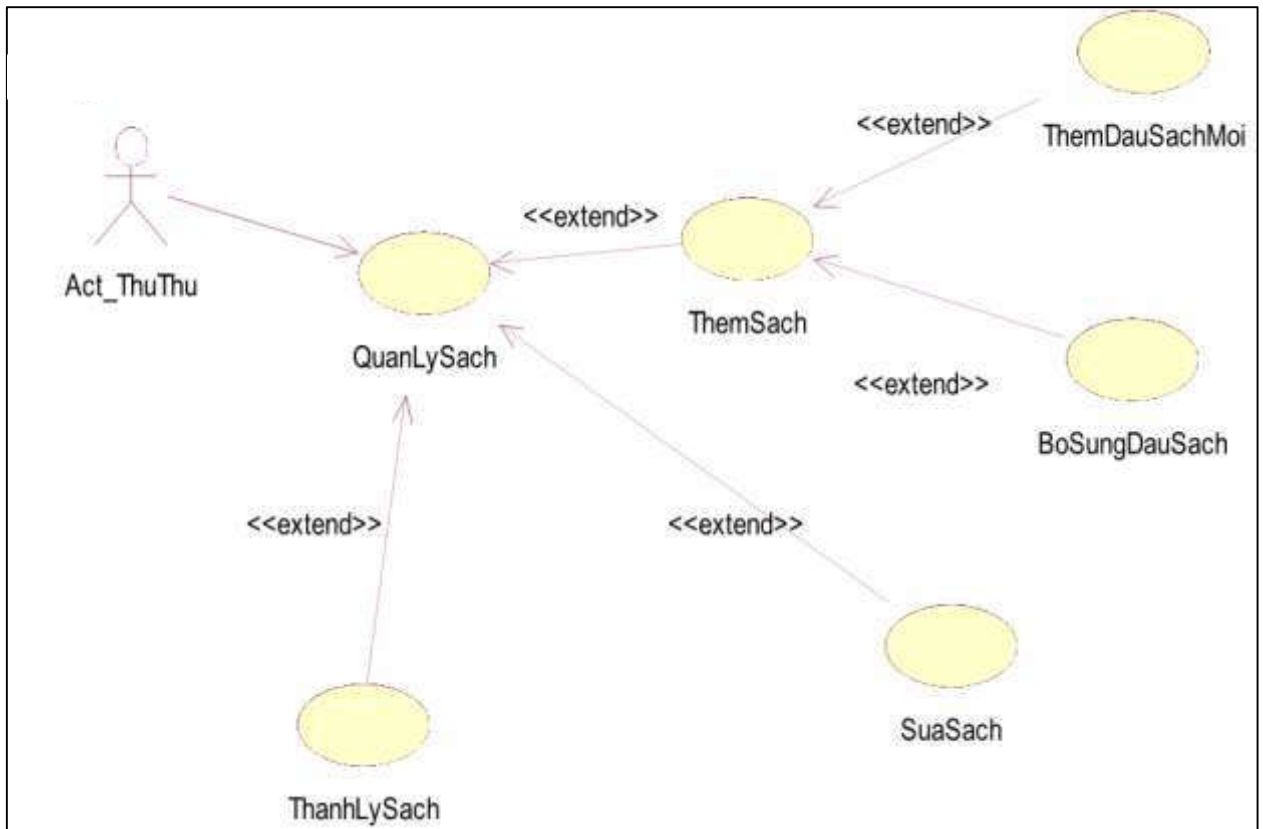 <<extend>>
ThemDauSachMoi
<<extend>>
Act_ThuThu
ThemSach
QuanLySach
<<extend>>
BoSungDauSach
<<extend>>
<<extend>>
SuaSach
ThanhLySach